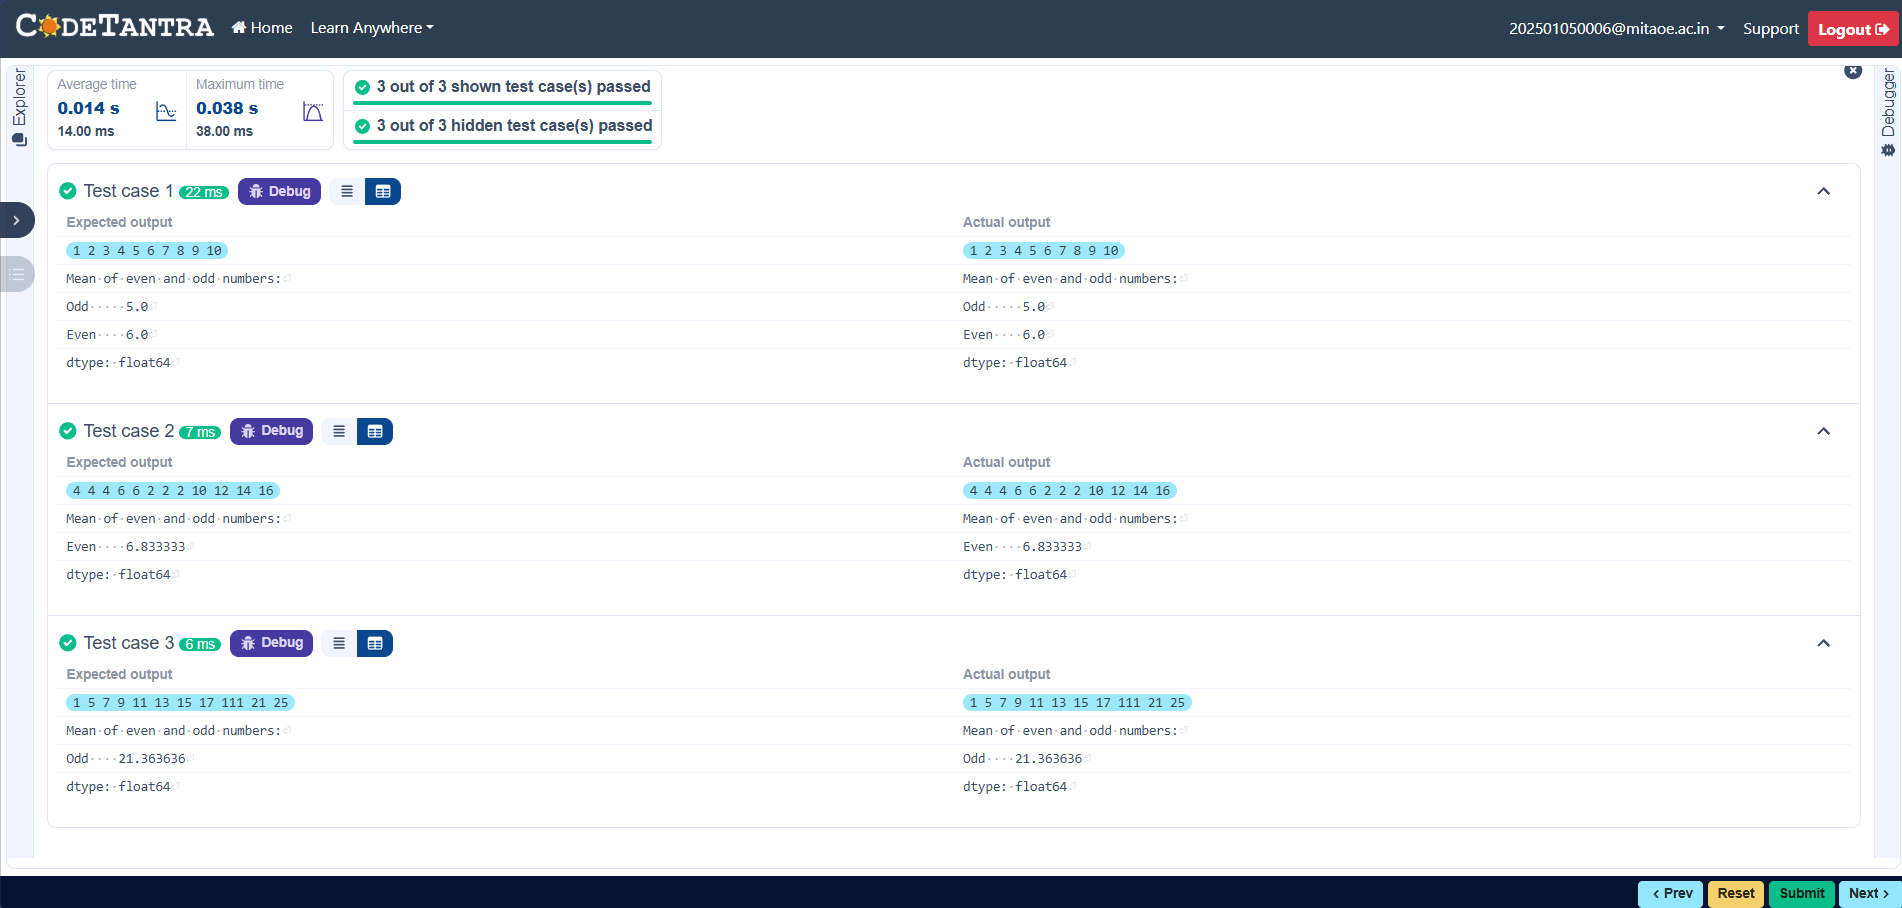 CODETANTRA Home Learn Anywhere 202501050006@mitaoe.ac.in Support Logout
Explorer
Debugger
Average time Maximum time
0.014 s 0.038 s
14.00 ms 38.00 ms
3 out of 3 shown test case(s) passed
3 out of 3 hidden test case(s) passed
Test case 1 22 ms Debug
Expected output Actual output
1 2 3 4 5 6 7 8 9 10 1 2 3 4 5 6 7 8 9 10
Mean·of·even·and·odd·numbers: Mean·of·even·and·odd·numbers:
Odd·····5.0 Odd·····5.0
Even····6.0 Even····6.0
dtype:·float64 dtype:·float64
Test case 2 7 ms Debug
Expected output Actual output
4 4 4 6 6 2 2 2 10 12 14 16 4 4 4 6 6 2 2 2 10 12 14 16
Mean·of·even·and·odd·numbers: Mean·of·even·and·odd·numbers:
Even····6.833333 Even····6.833333
dtype:·float64 dtype:·float64
Test case 3 6 ms Debug
Expected output Actual output
1 5 7 9 11 13 15 17 111 21 25 1 5 7 9 11 13 15 17 111 21 25
Mean·of·even·and·odd·numbers: Mean·of·even·and·odd·numbers:
Odd····21.363636 Odd····21.363636
dtype:·float64 dtype:·float64
Prev Reset Submit Next